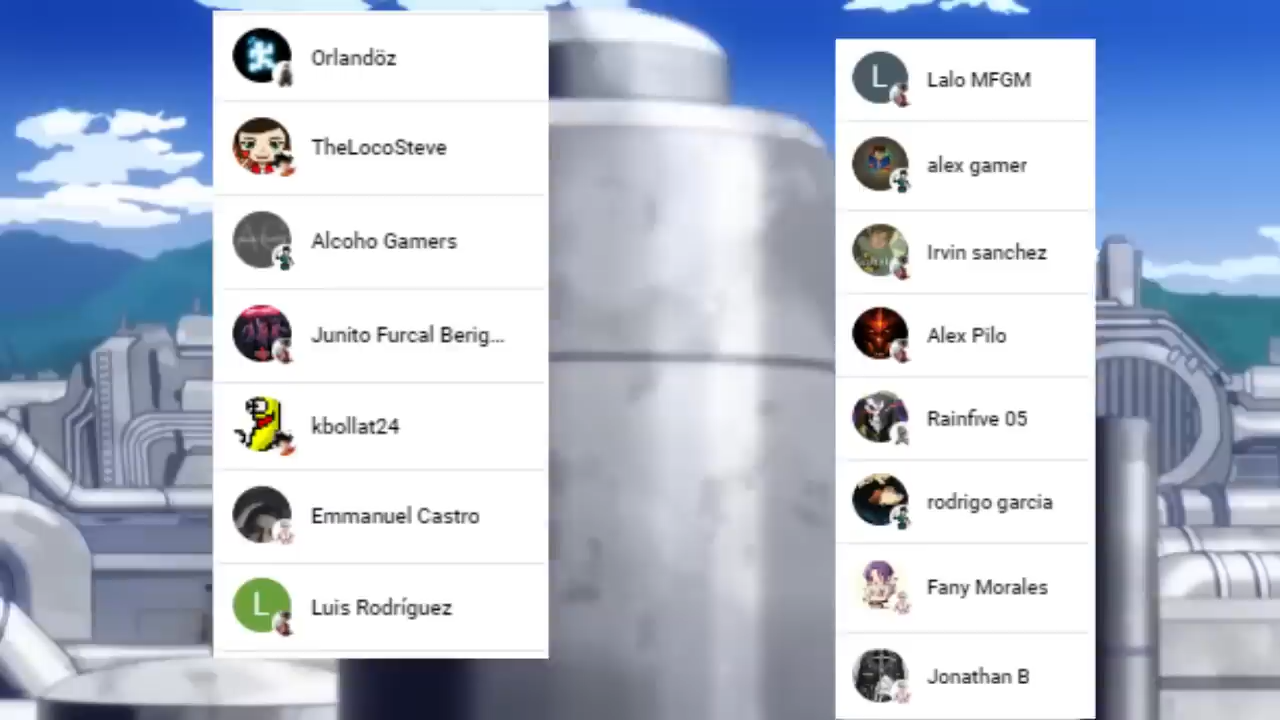 Orlandöz
TheLocoSteve
Alcoho Gamers
Junito Furcal Berig...
kbollat24
Emmanuel Castro
L
Luis Rodríguez
L
Lalo MFGM
alex gamer
Irvin sanchez
Alex Pilo
Rainfive 05
rodrigo garcia
Fany Morales
Jonathan B